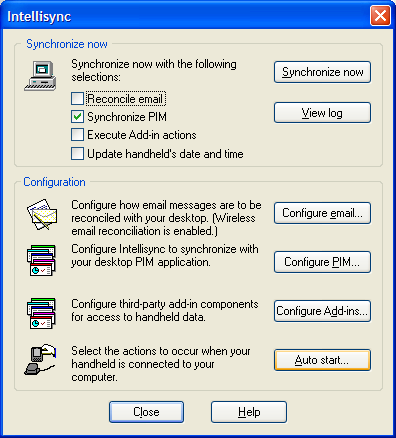 Intellisync
Synchronize now
Synchronize now with the following
selections:
Synchronize now
Reconcile email
View log
Synchronize PIM
Execute Add-in actions
Update handheld's date and time
Configuration
Configure how email messages are to be
reconciled with your desktop. (Wireless
email reconciliation is enabled.)
Configure email...
Configure Intellisync to synchronize with
your desktop PIM application.
Configure PIM...
Configure third-party add-in components
for access to handheld data.
Configure Add-ins...
Select the actions to occur when your
handheld is connected to your
computer.
Auto start...
Close
Help